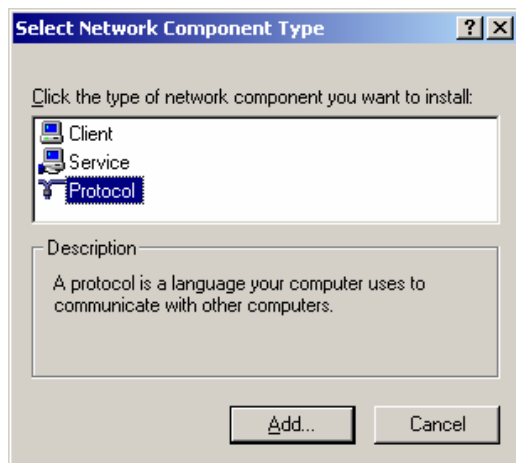 Select Network Component Type
Click the type of network component you want to install:
Client
Service
Protocol
Description
A protocol is a language your computer uses to
communicate with other computers.
Add...
Cancel